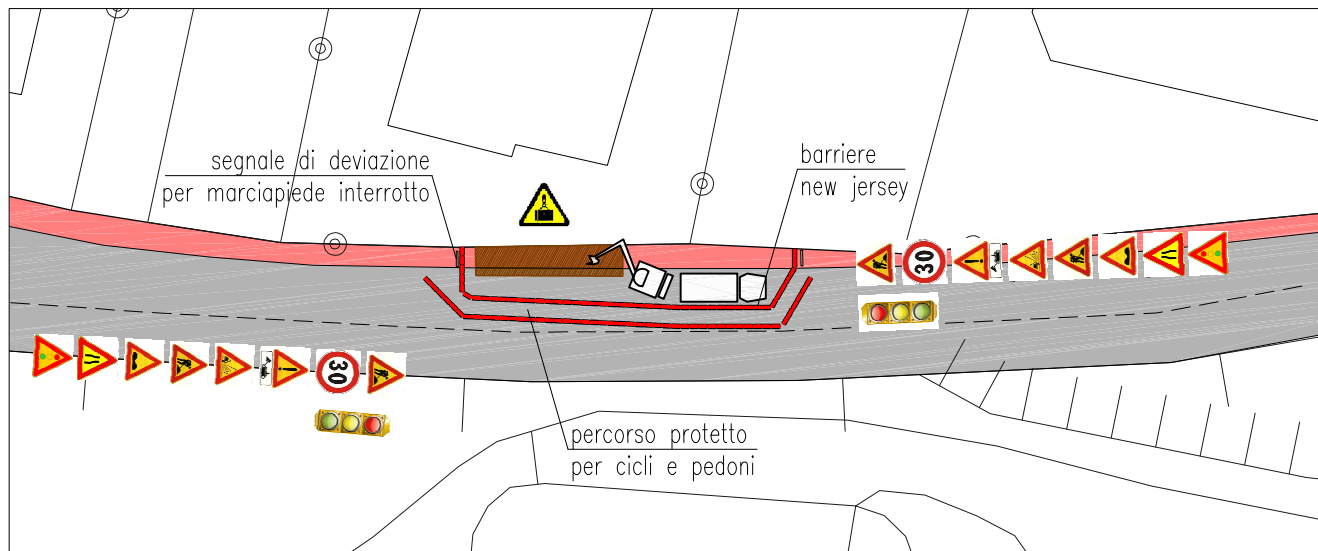 segnale di deviazione
per marciapiede interrotto
barriere
new jersey
30
30
percorso protetto
per cicli e pedoni